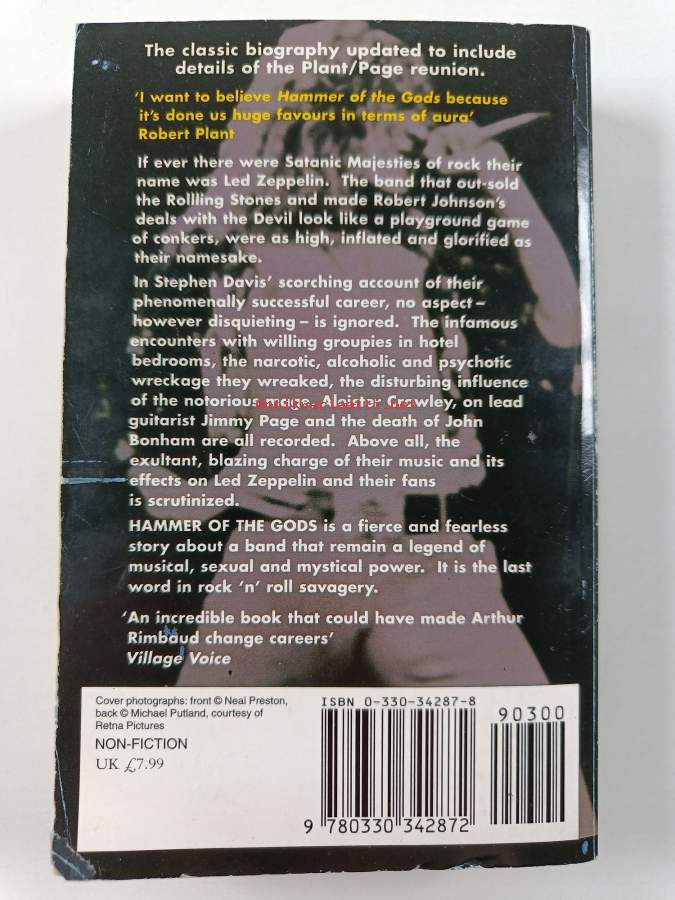 The classic biography updated to include
details of the Plant/Page reunion.
'I want to believe Hammer of the Gods because
it's done us huge favours in terms of aura'
Robert Plant
If ever there were Satanic Majesties of rock their
name was Led Zeppelin. The band that out-sold
the Rollling Stones and made Robert Johnson's
deals with the Devil look like a playground game
of conkers, were as high, inflated and glorified as
their namesake.
In Stephen Davis' scorching account of their
phenomenally successful career, no aspect –
however disquieting – is ignored. The infamous
encounters with willing groupies in hotel
bedrooms, the narcotic, alcoholic and psychotic
wreckage they wreaked, the disturbing influence
of the notorious mage, Aleister Crowley, on lead
guitarist Jimmy Page and the death of John
Bonham are all recorded. Above all, the
exultant, blazing charge of their music and its
effects on Led Zeppelin and their fans
is scrutinized.
HAMMER OF THE GODS is a fierce and fearless
story about a band that remain a legend of
musical, sexual and mystical power. It is the last
word in rock 'n' roll savagery.
'An incredible book that could have made Arthur
Rimbaud change careers'
Village Voice
Cover photographs: front © Neal Preston,
back © Michael Putland, courtesy of
Retna Pictures
NON-FICTION
UK £7.99
ISBN 0-330-34287-8
90300
9 780330 342872